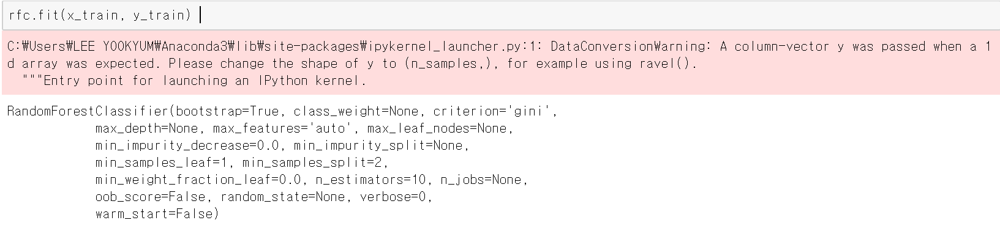 rfc.fit(x_train, y_train)
C:₩Users₩LEE YOOKYUM₩Anaconda3₩lib₩site-packages₩ipykernel_launcher.py:1: DataConversionWarning: A column-vector y was passed when a 1
d array was expected. Please change the shape of y to (n_samples,), for example using ravel().
  """Entry point for launching an IPython kernel.
RandomForestClassifier(bootstrap=True, class_weight=None, criterion='gini',
            max_depth=None, max_features='auto', max_leaf_nodes=None,
            min_impurity_decrease=0.0, min_impurity_split=None,
            min_samples_leaf=1, min_samples_split=2,
            min_weight_fraction_leaf=0.0, n_estimators=10, n_jobs=None,
            oob_score=False, random_state=None, verbose=0,
            warm_start=False)